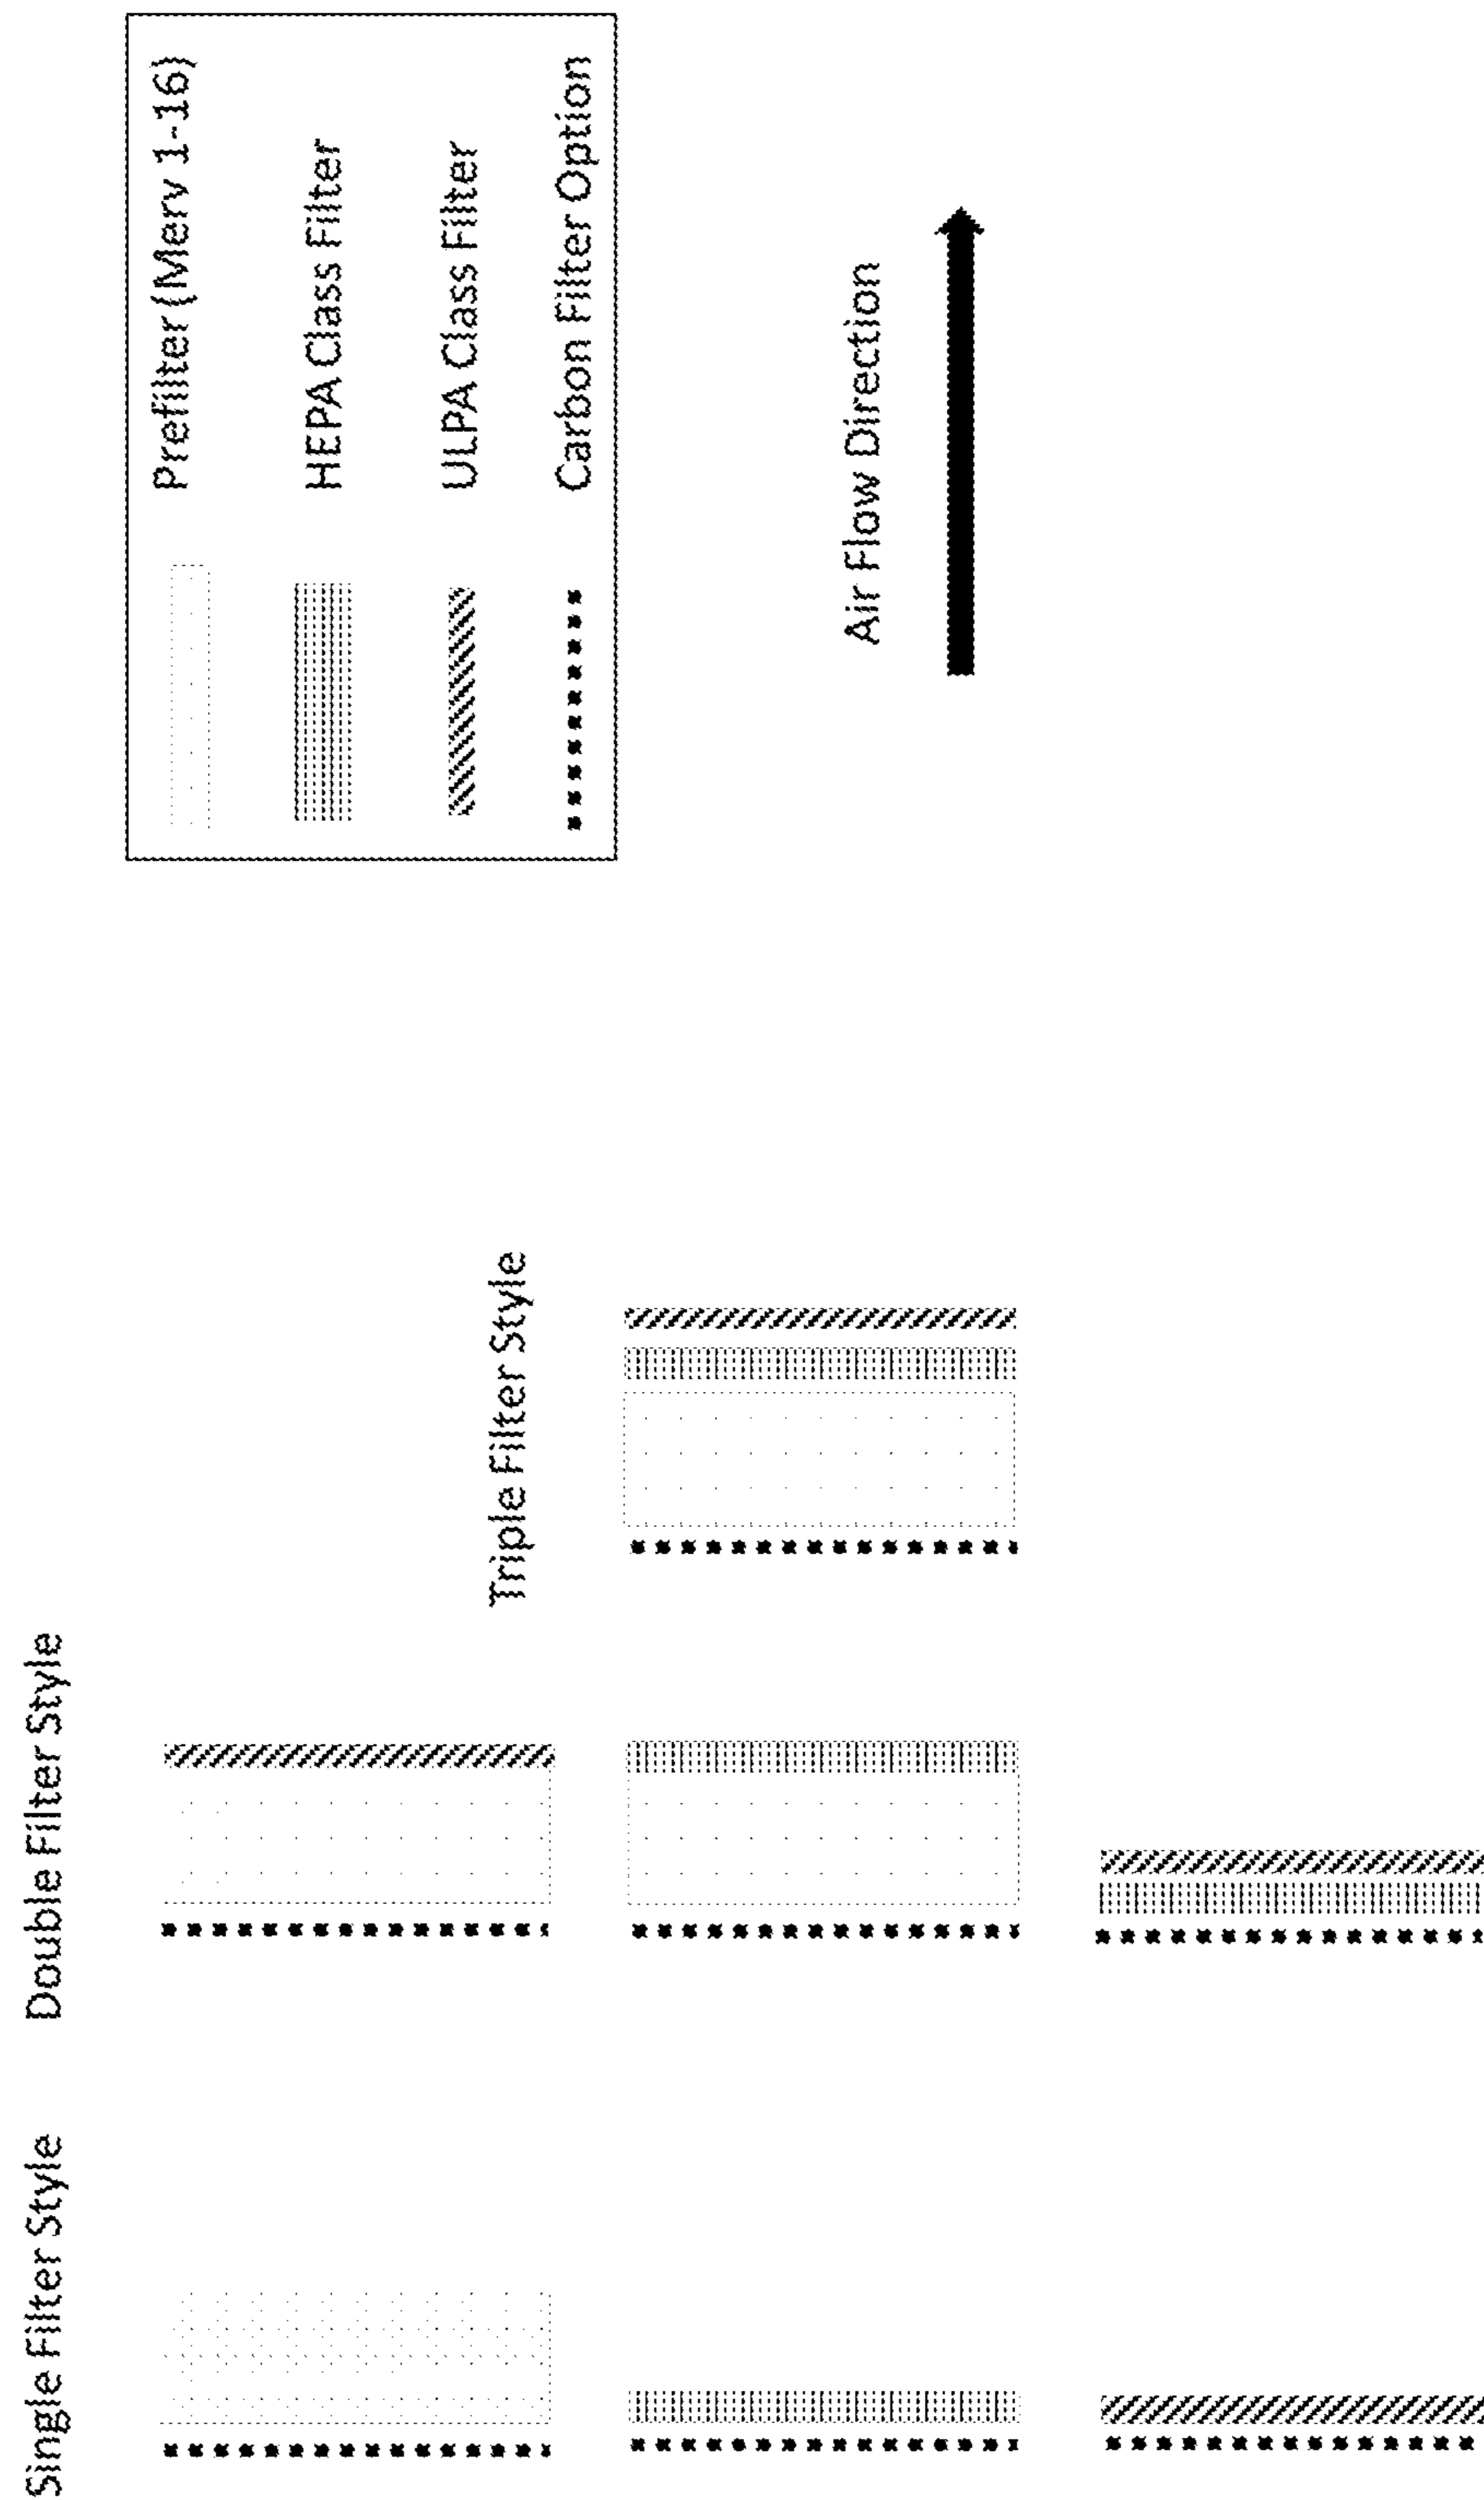 Single Filter Style
Double Filter Style
Triple Filter Style
Prefilter (Merv 1-16)
HEPA Class Filter
ULPA Class Filter
Carbon Filter Option
Air Flow Direction